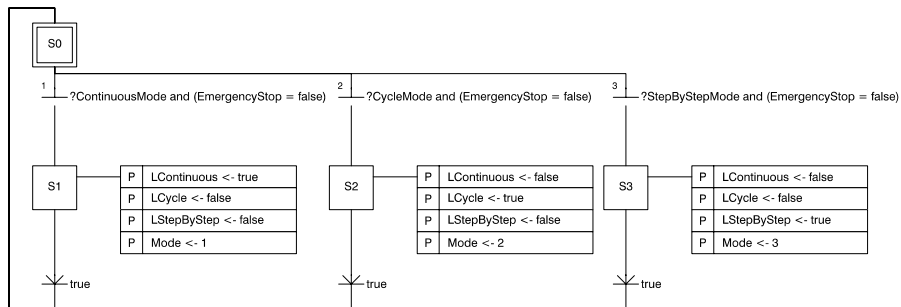 S0
1 2 3
?ContinuousMode and (EmergencyStop = false) ?CycleMode and (EmergencyStop = false) ?StepByStepMode and (EmergencyStop = false)
S1 P LContinuous <- true S2 P LContinuous <- false S3 P LContinuous <- false
P LCycle <- false P LCycle <- true P LCycle <- false
P LStepByStep <- false P LStepByStep <- false P LStepByStep <- true
P Mode <- 1 P Mode <- 2 P Mode <- 3
true true true